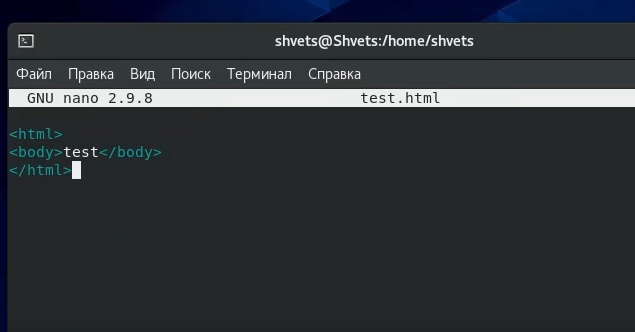 shvets@Shvets:/home/shvets
Файл Правка Вид Поиск Терминал Справка
GNU nano 2.9.8 test.html
<html>
<body>test</body>
</html>